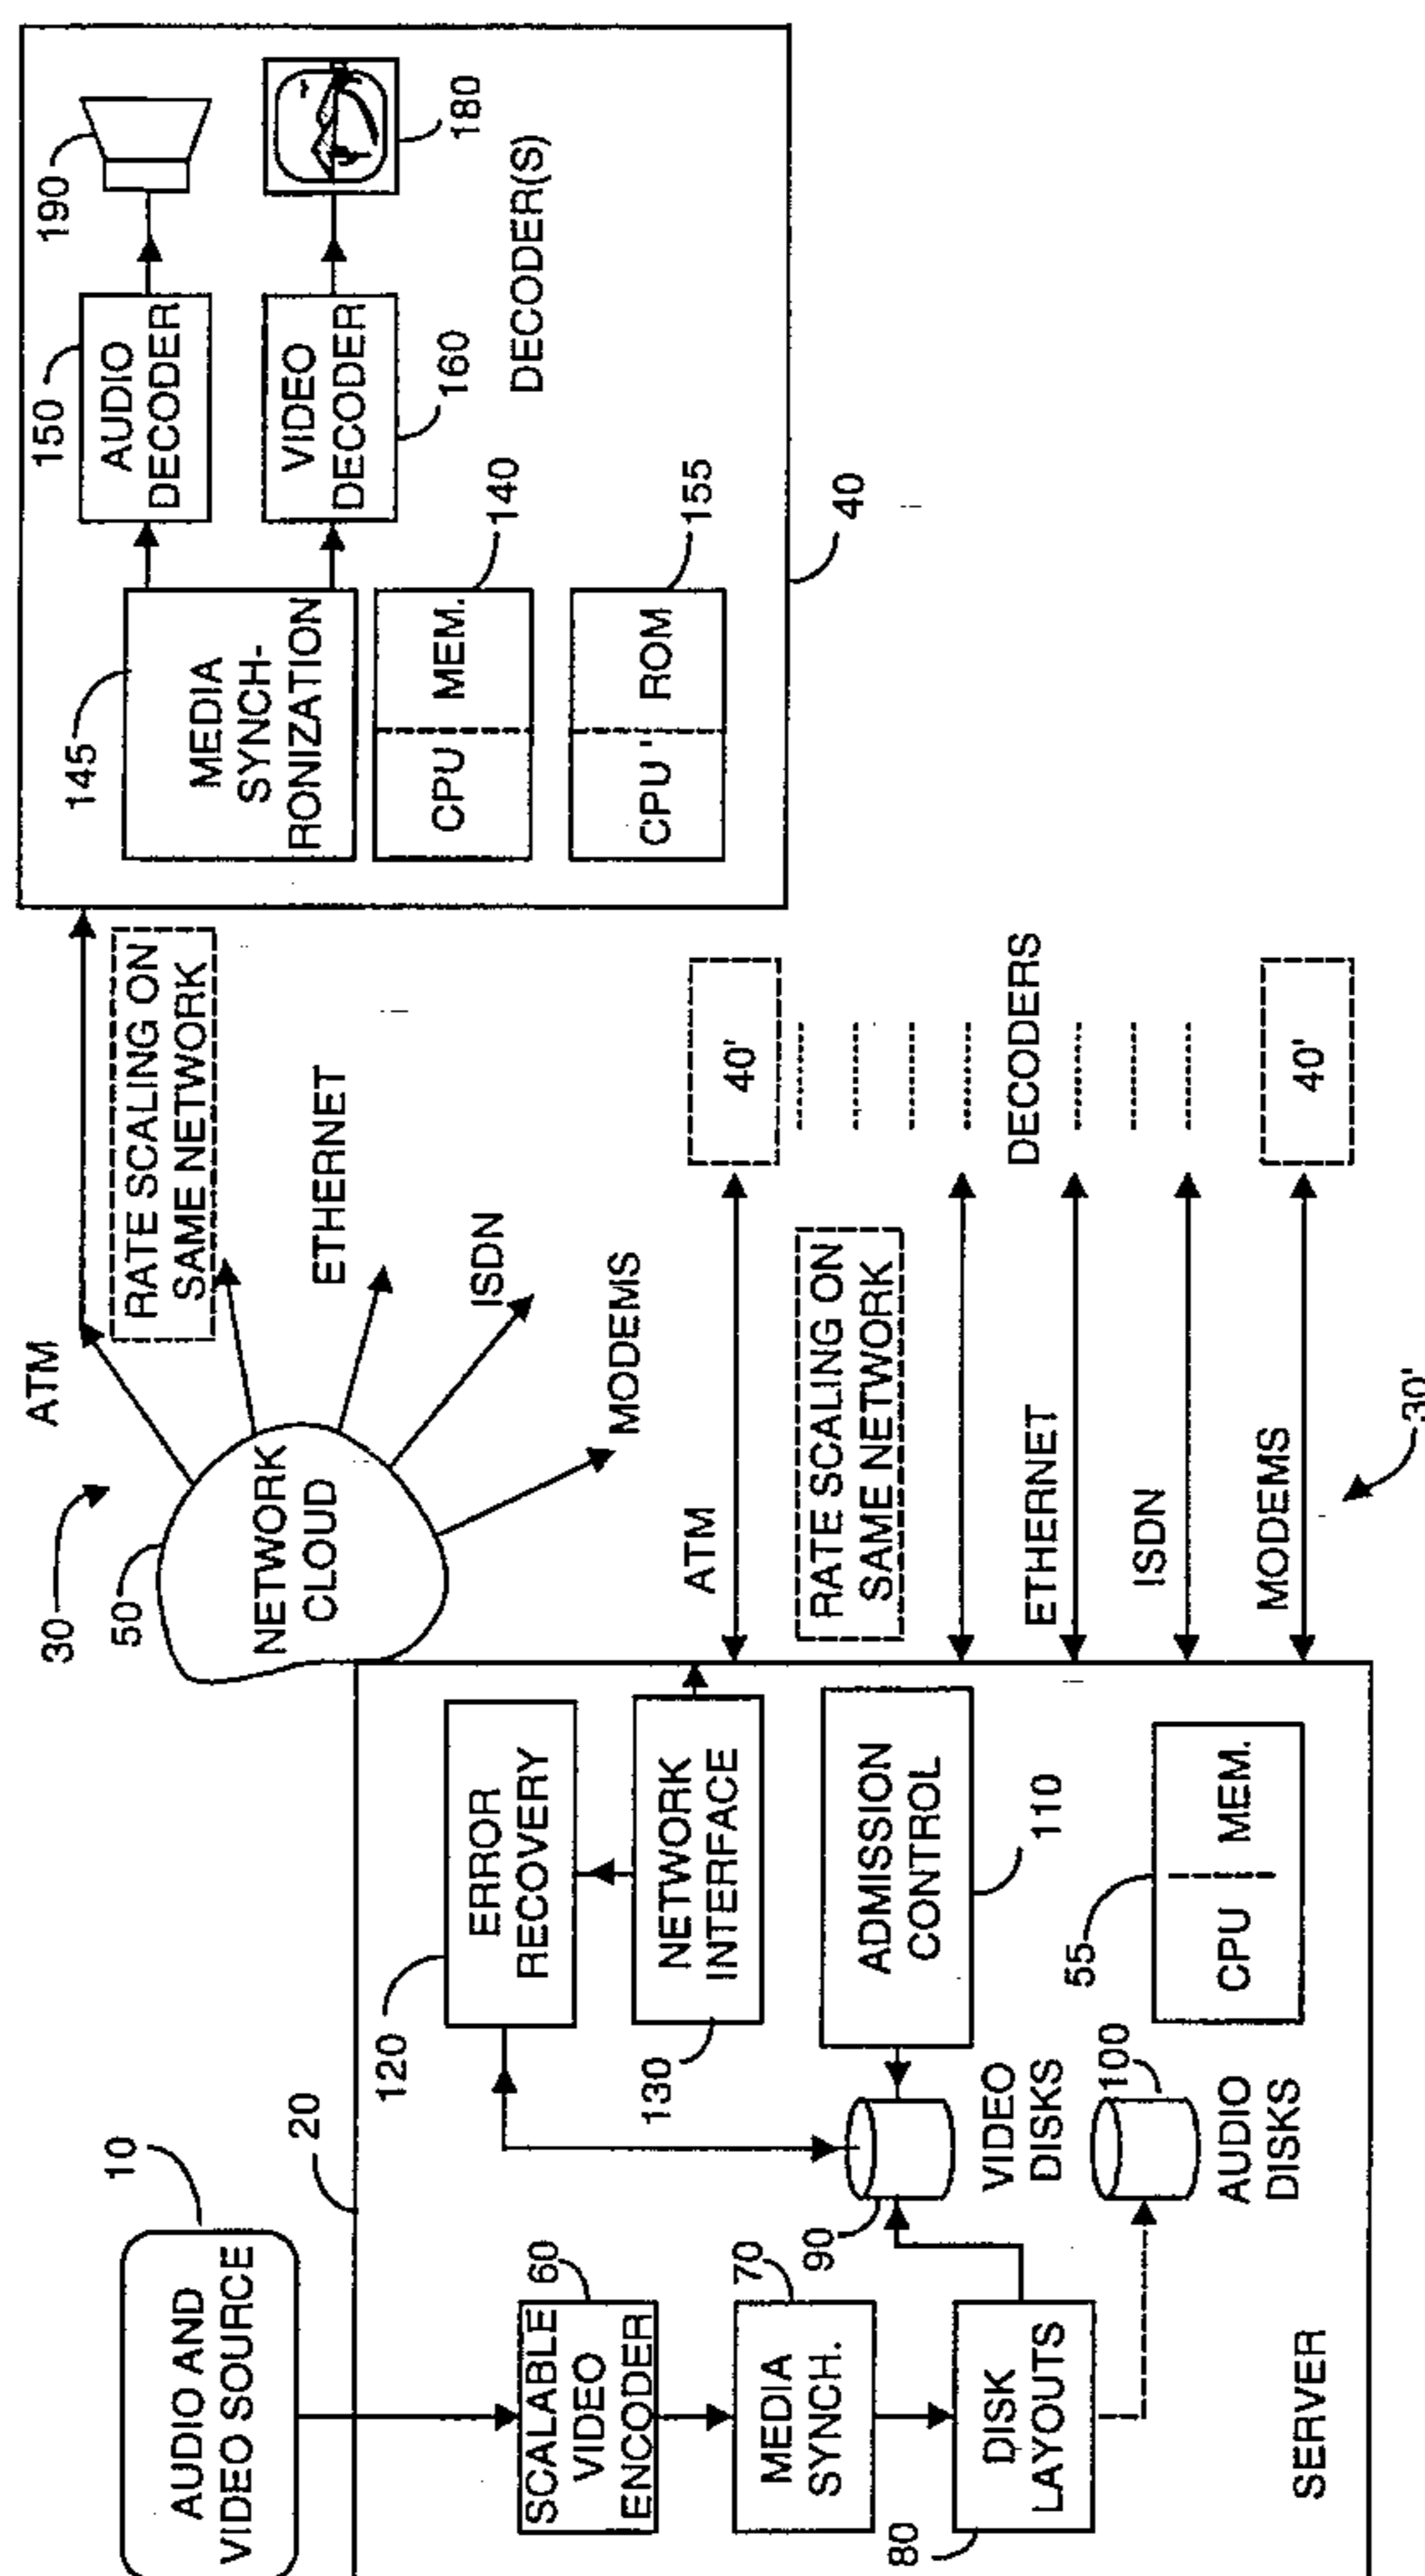 10
AUDIO AND
VIDEO SOURCE
20
SCALABLE
VIDEO
ENCODER
60
MEDIA
SYNCH.
70
DISK
LAYOUTS
80
90
VIDEO
DISKS
100
AUDIO
DISKS
SERVER
120
ERROR
RECOVERY
130
NETWORK
INTERFACE
ADMISSION
CONTROL
110
55
CPU MEM.
30
50
NETWORK
CLOUD
ATM
RATE SCALING ON
SAME NETWORK
ETHERNET
ISDN
MODEMS
ATM
RATE SCALING ON
SAME NETWORK
ETHERNET
ISDN
MODEMS
30'
40'
DECODERS
40'
145
MEDIA
SYNCH-
RONIZATION
CPU MEM.
140
CPU' ROM
155
40
150
AUDIO
DECODER
VIDEO
DECODER
160
190
180
DECODER(S)